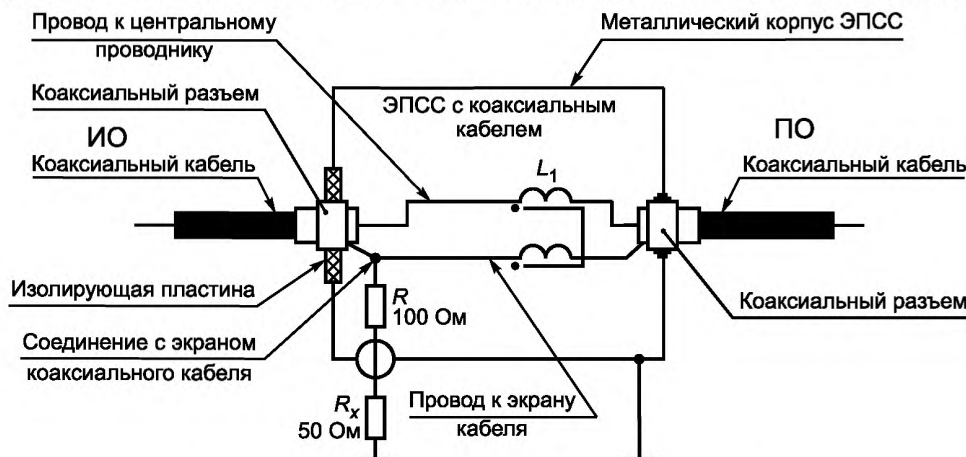 Провод к центральному
проводнику
Металлический корпус ЭПСС
Коаксиальный разъем
ЭПСС с коаксиальным
кабелем
ИО
ПО
Коаксиальный кабель
L1
Коаксиальный кабель
Изолирующая пластина
R
100 Ом
Коаксиальный разъем
Соединение с экраном
коаксиального кабеля
Rx
50 Ом
Провод к экрану
кабеля